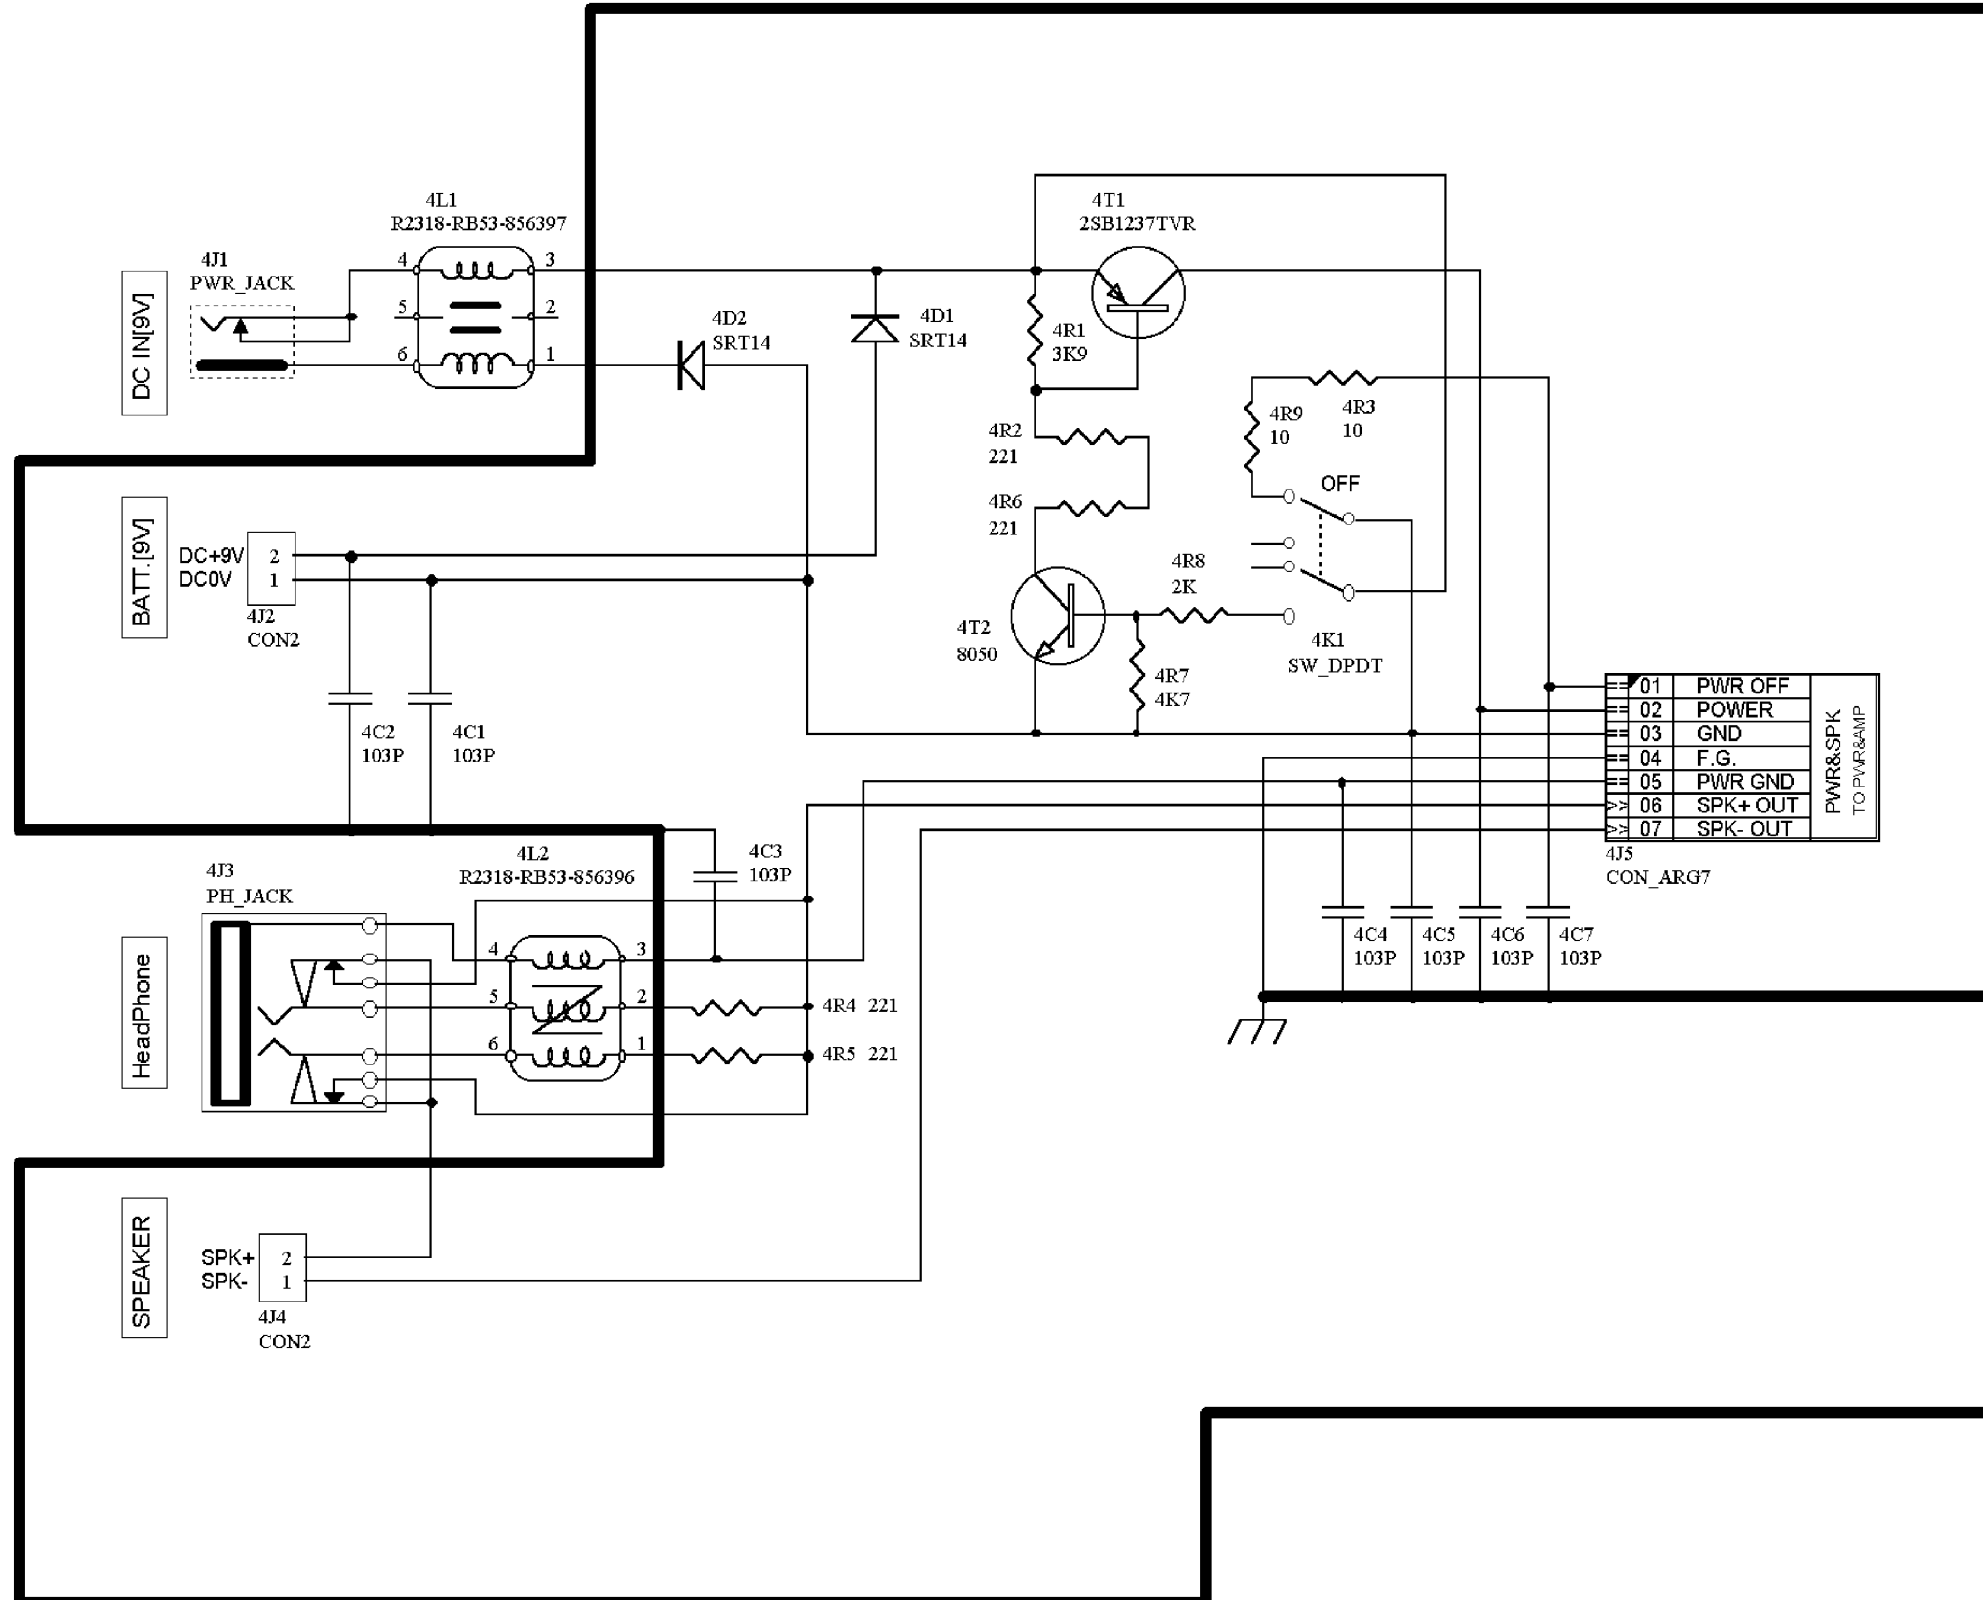 4L1
R2318-RB53-856397
4T1
2SB1237TVR
4J1
PWR_JACK
4
3
5
2
6
1
DC IN[9V]
4D2
SRT14
4D1
SRT14
4R1
3K9
4R9
10
4R3
10
4R2
221
4R6
221
OFF
BATT.[9V]
DC+9V
2
DC0V
1
4J2
CON2
4R8
2K
4T2
8050
4K1
SW_DPDT
4R7
4K7
4C2
103P
4C1
103P
01 PWR OFF
02 POWER
03 GND
04 F.G.
05 PWR GND
06 SPK+ OUT
07 SPK- OUT
PWR&SPK
TO PWR&AMP
4J5
CON_ARG7
4L2
R2318-RB53-856396
4C3
103P
4J3
PH_JACK
4
3
5
2
6
1
HeadPhone
4R4 221
4R5 221
4C4
103P
4C5
103P
4C6
103P
4C7
103P
SPEAKER
SPK+
2
SPK-
1
4J4
CON2